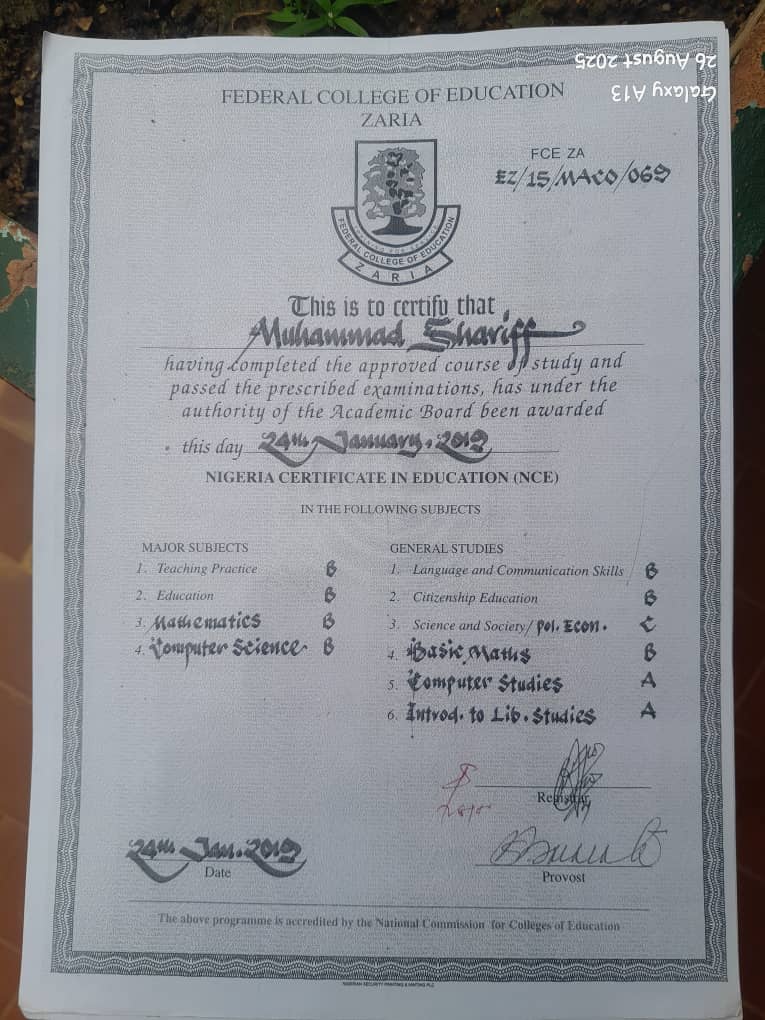 26 August 2025
Galaxy A13
FEDERAL COLLEGE OF EDUCATION
ZARIA
FCE ZA
EZ/15/MACO/069
FEDERAL COLLEGE OF EDUCATION
ZARIA
This is to certify that
Muhammad Shariff
having completed the approved course of study and
passed the prescribed examinations, has under the
authority of the Academic Board been awarded
this day 24th January. 2019
NIGERIA CERTIFICATE IN EDUCATION (NCE)
IN THE FOLLOWING SUBJECTS
MAJOR SUBJECTS
1. Teaching Practice B
2. Education B
3. Mathematics B
4. Computer Science B
GENERAL STUDIES
1. Language and Communication Skills B
2. Citizenship Education B
3. Science and Society/Pol. Econ. C
4. Basic Maths B
5. Computer Studies A
6. Introd. to Lib. Studies A
Registrar
24th Jan. 2019
Date
Provost
The above programme is accredited by the National Commission for Colleges of Education
NIGERIAN SECURITY PRINTING & MINTING PLC